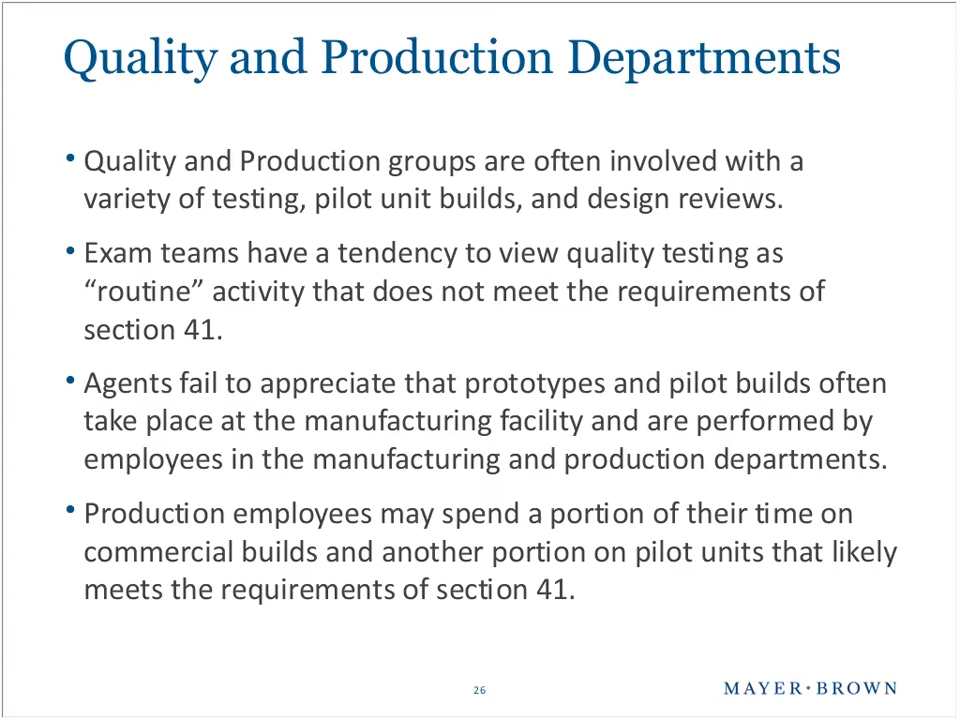 Quality and Production Departments
• Quality and Production groups are often involved with a
variety of testing, pilot unit builds, and design reviews.
• Exam teams have a tendency to view quality testing as
“routine” activity that does not meet the requirements of
section 41.
• Agents fail to appreciate that prototypes and pilot builds often
take place at the manufacturing facility and are performed by
employees in the manufacturing and production departments.
• Production employees may spend a portion of their time on
commercial builds and another portion on pilot units that likely
meets the requirements of section 41.
26
MAYER•BROWN